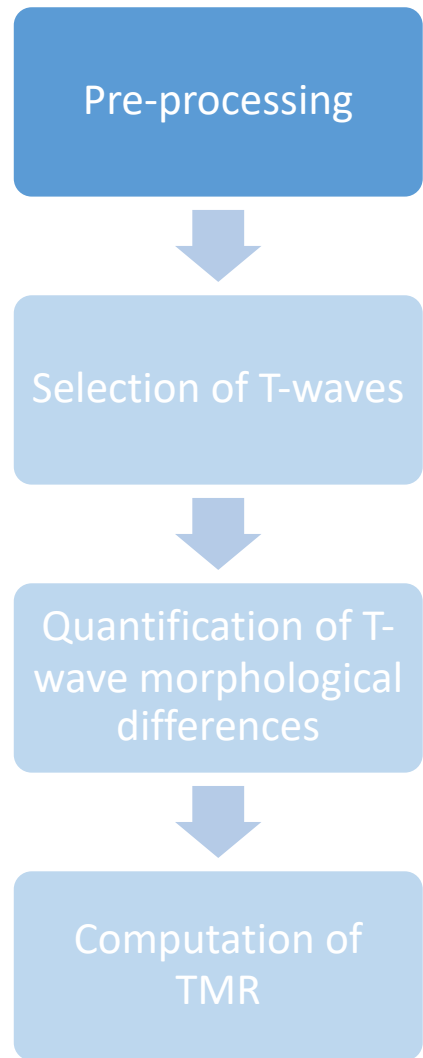 Pre-processing
Selection of T-waves
Quantification of T-
wave morphological
differences
Computation of
TMR